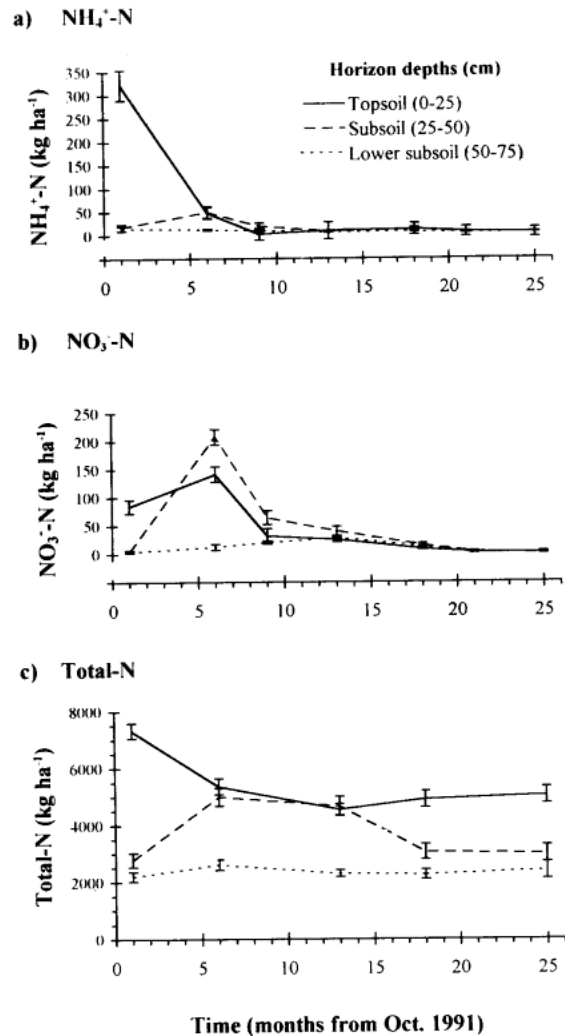 a) NH₄⁺-N
Horizon depths (cm)
Topsoil (0-25)
Subsoil (25-50)
Lower subsoil (50-75)
NH₄⁺-N (kg ha⁻¹)
350
300
250
200
150
100
50
0
0 5 10 15 20 25
b) NO₃⁻-N
NO₃⁻-N (kg ha⁻¹)
250
200
150
100
50
0
0 5 10 15 20 25
c) Total-N
Total-N (kg ha⁻¹)
8000
6000
4000
2000
0
0 5 10 15 20 25
Time (months from Oct. 1991)